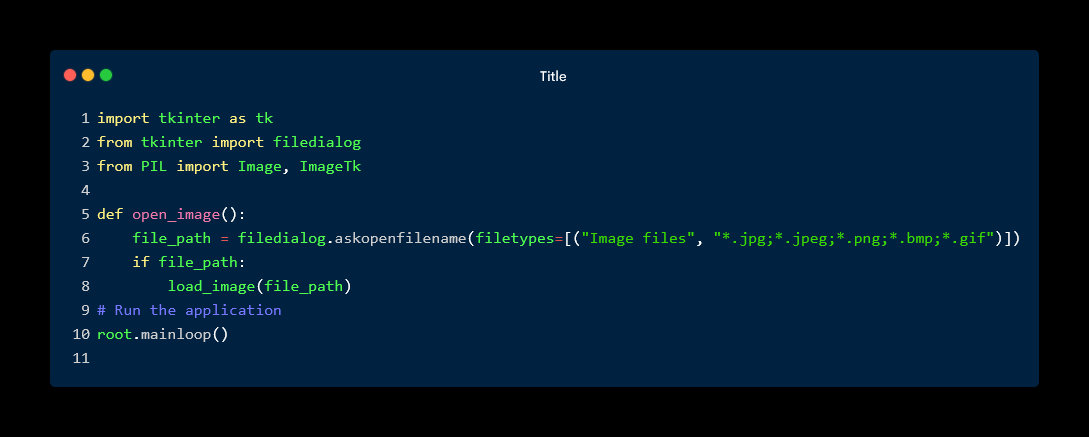 Title
1 import tkinter as tk
2 from tkinter import filedialog
3 from PIL import Image, ImageTk
4
5 def open_image():
6     file_path = filedialog.askopenfilename(filetypes=[("Image files", "*.jpg;*.jpeg;*.png;*.bmp;*.gif")])
7     if file_path:
8         load_image(file_path)
9 # Run the application
10 root.mainloop()
11